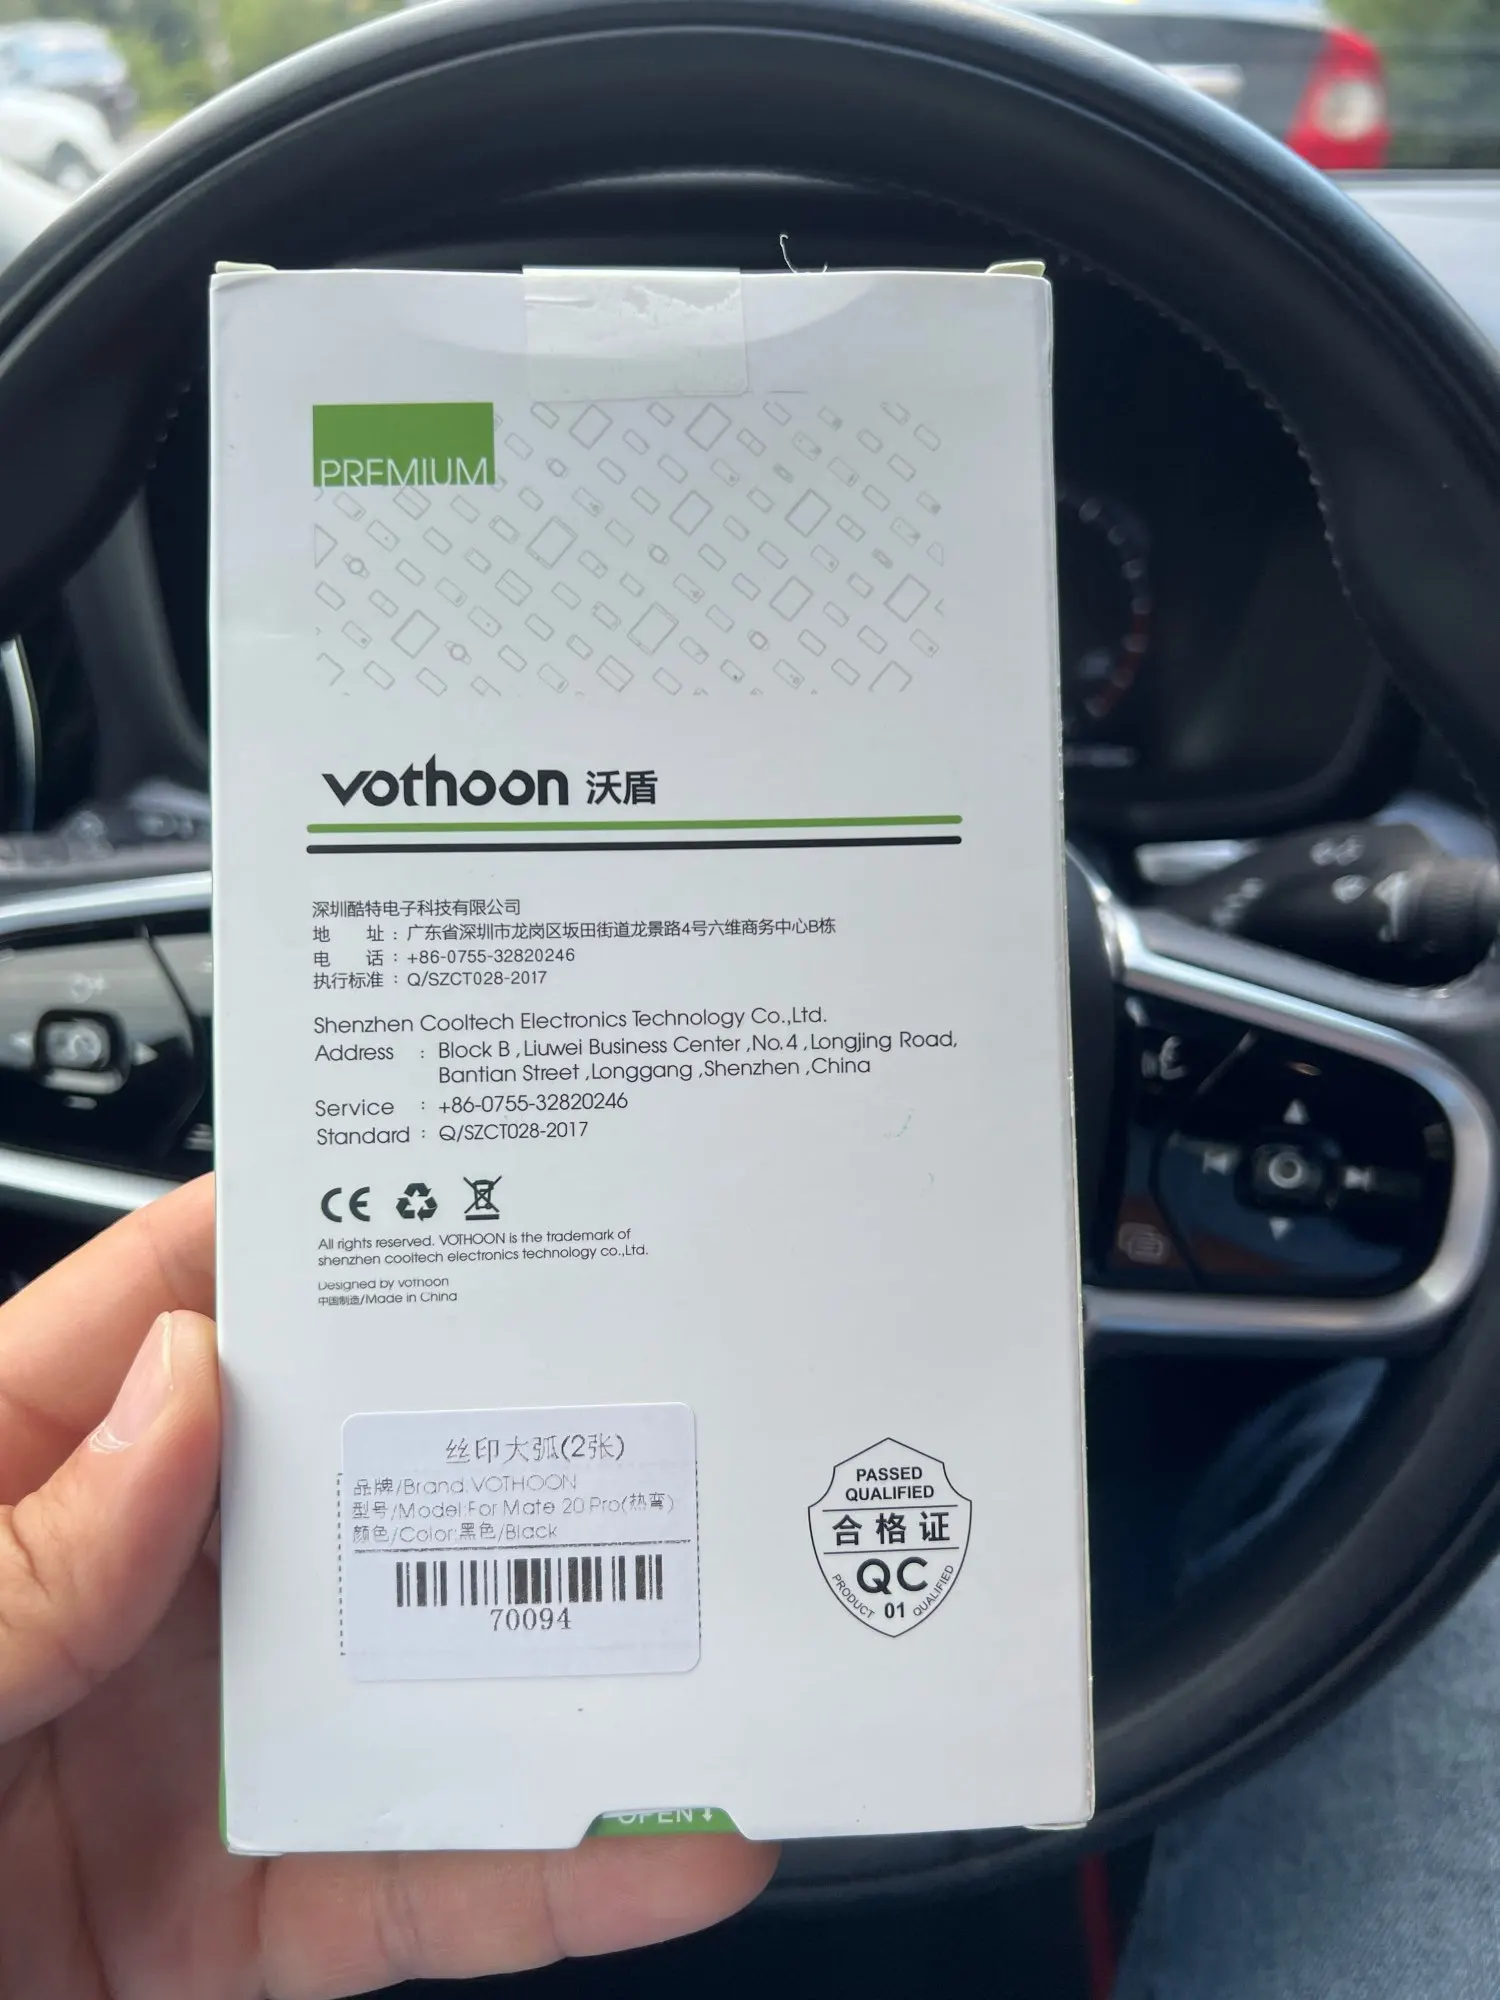 PREMIUM
vothoon 沃盾
深圳酷特电子科技有限公司
地 址：广东省深圳市龙岗区坂田街道龙景路4号六维商务中心B栋
电 话：+86-0755-32820246
执行标准：Q/SZCT028-2017
Shenzhen Cooltech Electronics Technology Co.,Ltd.
Address : Block B ,Liuwei Business Center ,No.4 ,Longjing Road,
Bantian Street ,Longgang ,Shenzhen ,China
Service : +86-0755-32820246
Standard : Q/SZCT028-2017
CE
All rights reserved. VOTHOON is the trademark of
shenzhen cooltech electronics technology co.,Ltd.
Designed by vothoon
中国制造/Made in China
丝印大弧(2张)
品牌/Brand:VOTHOON
型号/Model:For Mate 20 Pro(热弯)
颜色/Color:黑色/Black
70094
PASSED
QUALIFIED
合格证
QC
PRODUCT 01 QUALIFIED
OPEN